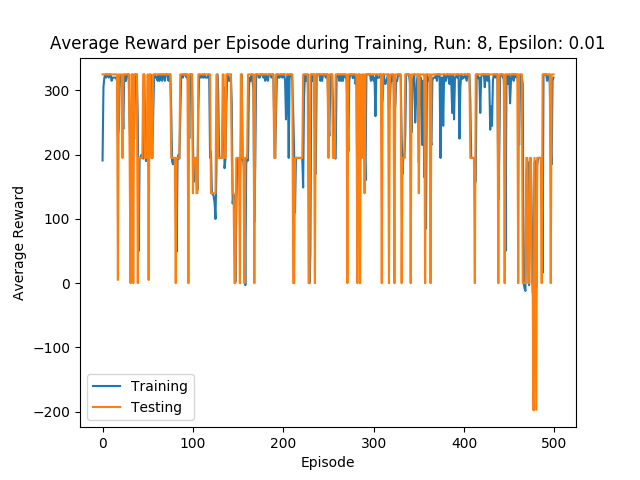 Average Reward per Episode during Training, Run: 8, Epsilon: 0.01
300
200
100
0
−100
−200
Average Reward
Training
Testing
0 100 200 300 400 500
Episode